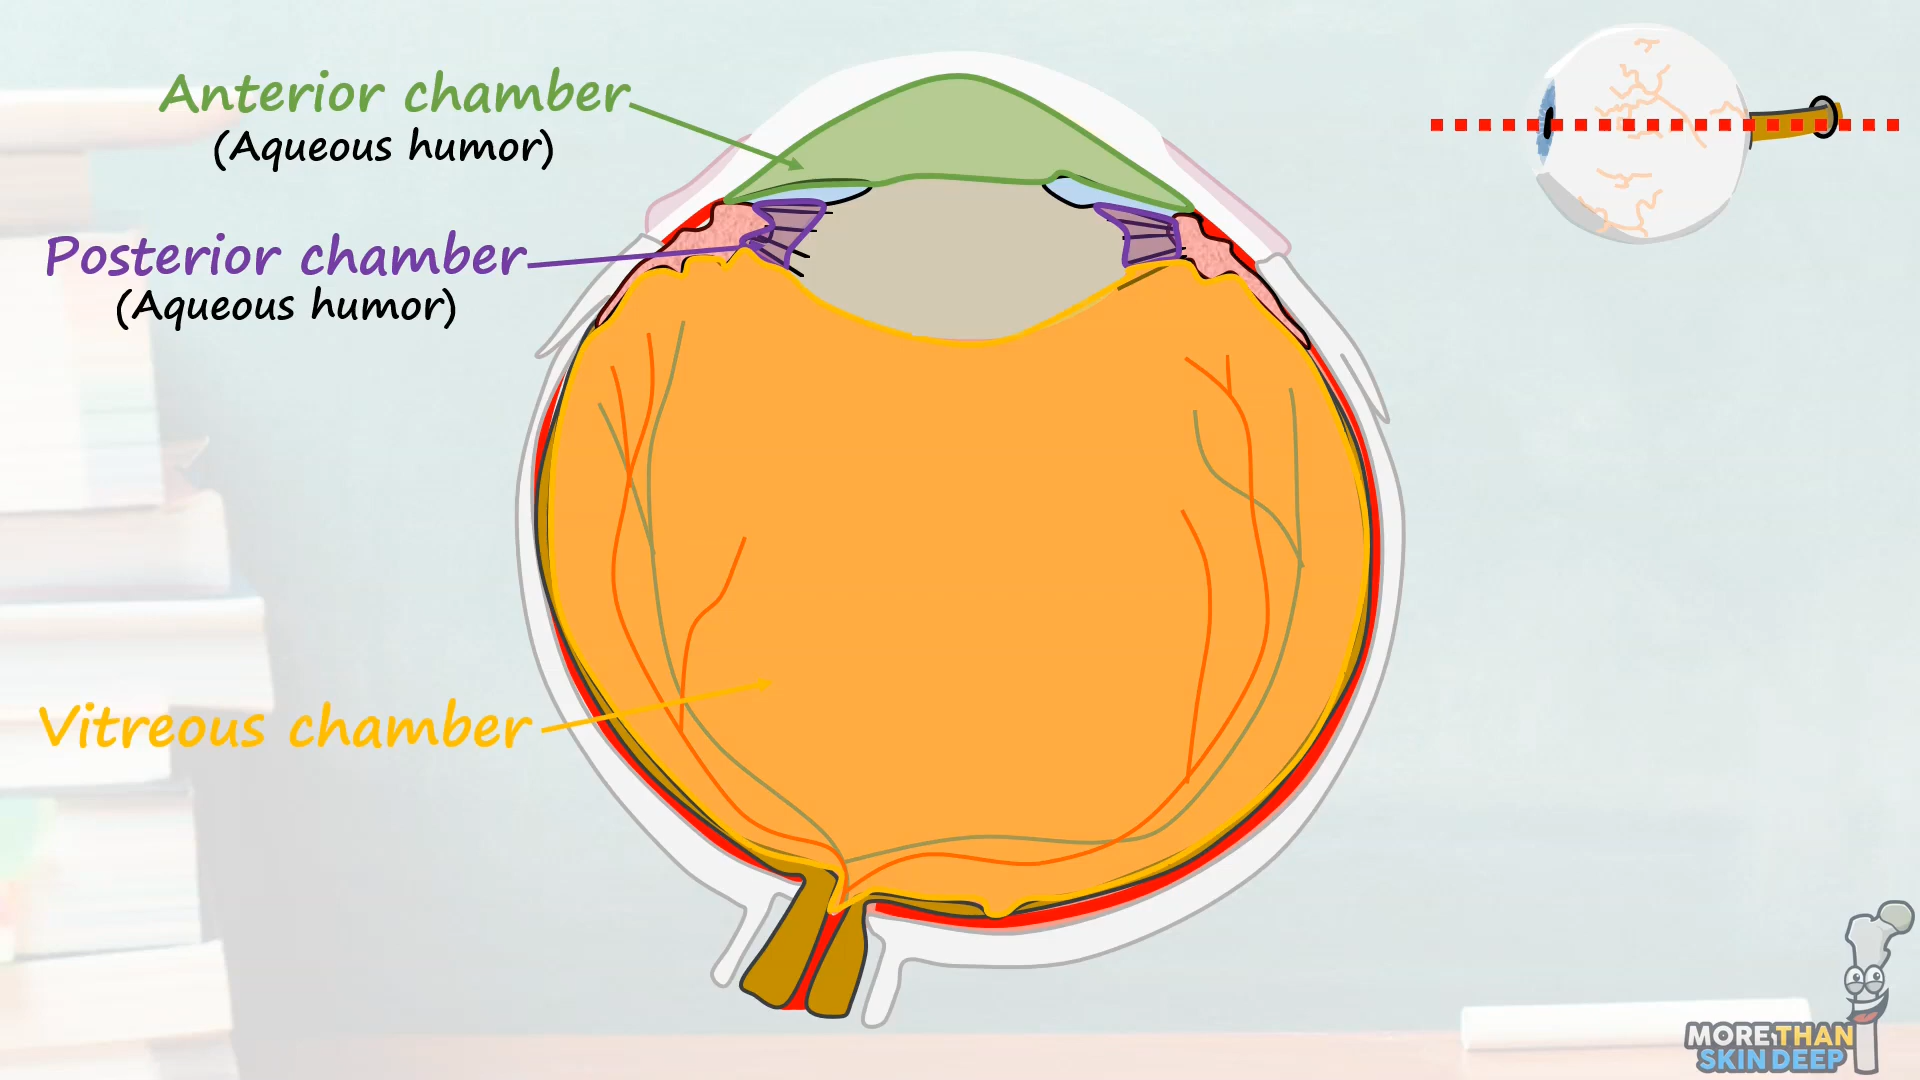 Anterior chamber
(Aqueous humor)
Posterior chamber
(Aqueous humor)
Vitreous chamber
MORE THAN
SKIN DEEP